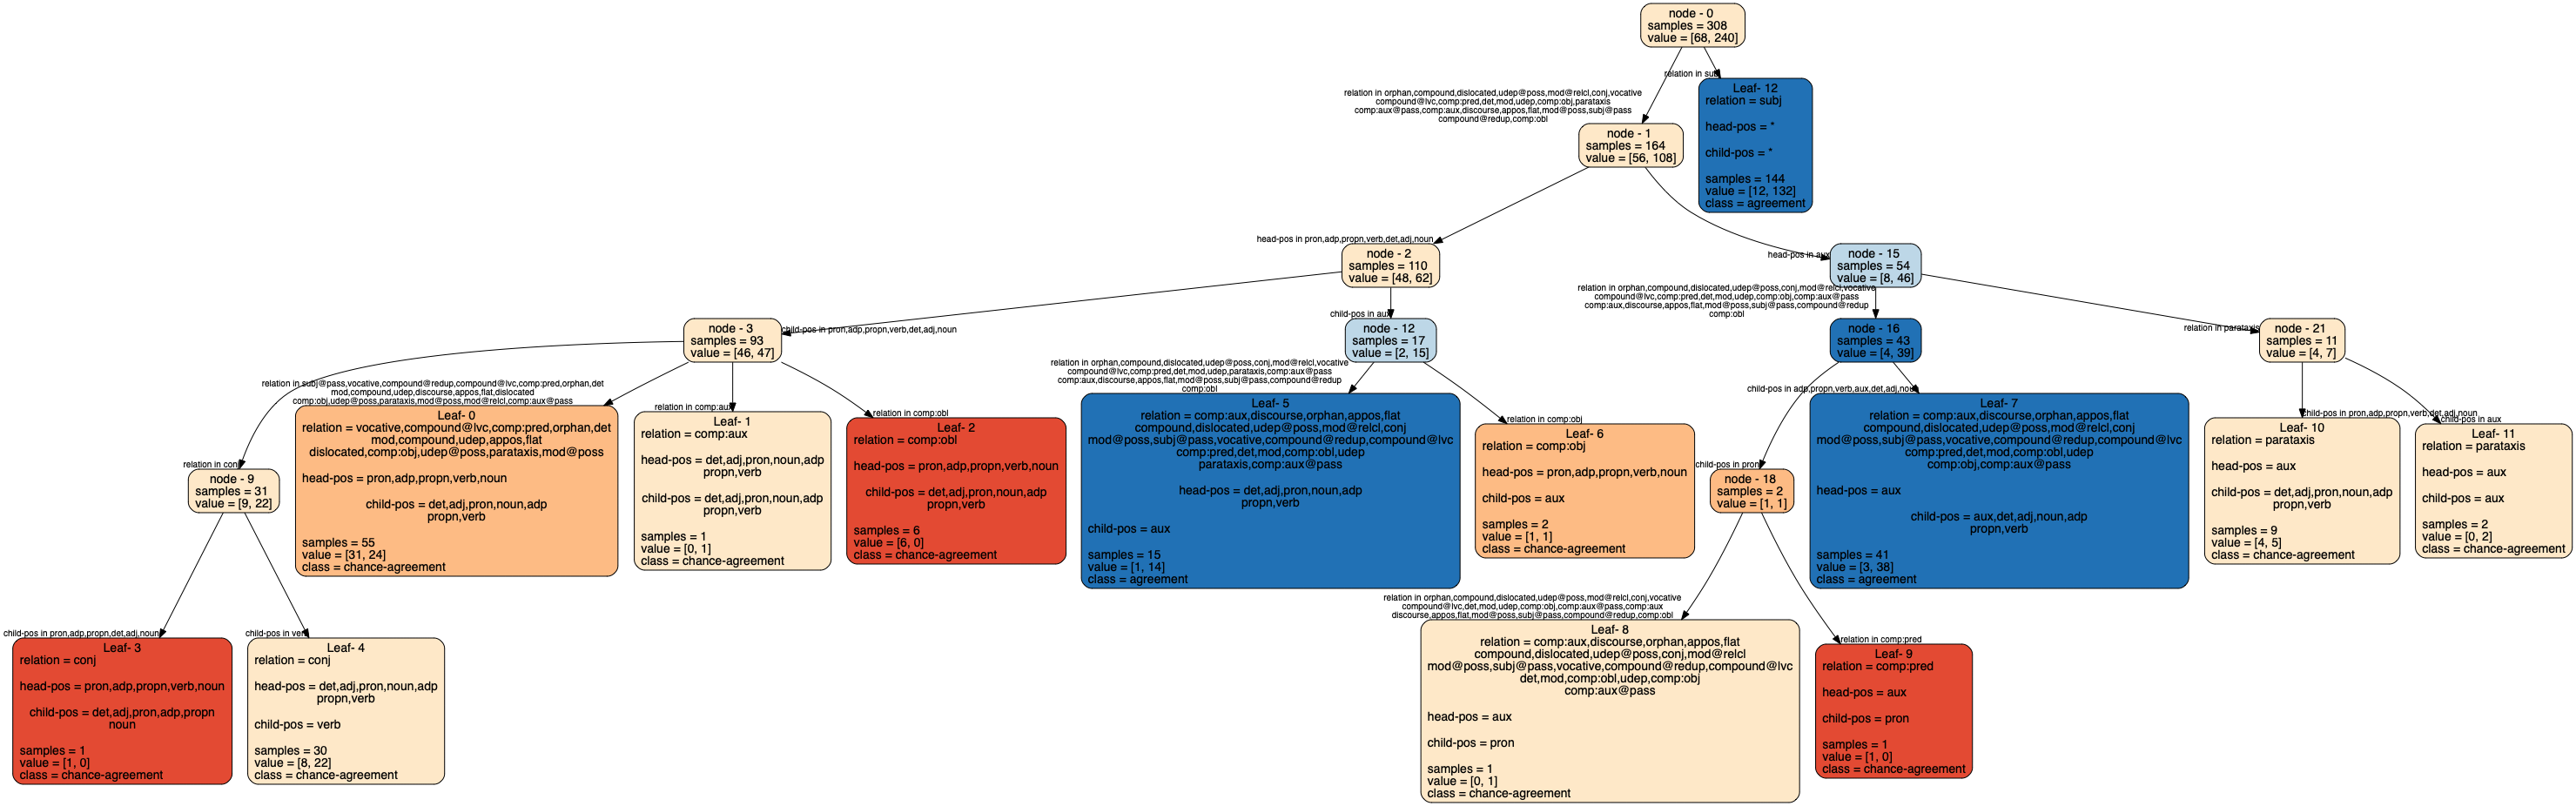 node - 0
samples = 308
value = [68, 240]
relation in subj
Leaf- 12
relation = subj
head-pos = *
child-pos = *
samples = 144
value = [12, 132]
class = agreement
relation in orphan,compound,dislocated,udep@poss,mod@relcl,conj,vocative
compound@lvc,comp:pred,det,mod,udep,comp:obj,parataxis
comp:aux@pass,comp:aux,discourse,appos,flat,mod@poss,subj@pass
compound@redup,comp:obl
node - 1
samples = 164
value = [56, 108]
head-pos in pron,adp,propn,verb,det,adj,noun
node - 2
samples = 110
value = [48, 62]
head-pos in aux
node - 15
samples = 54
value = [8, 46]
child-pos in pron,adp,propn,verb,det,adj,noun
node - 3
samples = 93
value = [46, 47]
child-pos in aux
node - 12
samples = 17
value = [2, 15]
relation in orphan,compound,dislocated,udep@poss,conj,mod@relcl,vocative
compound@lvc,comp:pred,det,mod,udep,comp:obj,comp:aux@pass
comp:aux,discourse,appos,flat,mod@poss,subj@pass,compound@redup
comp:obl
node - 16
samples = 43
value = [4, 39]
relation in parataxis
node - 21
samples = 11
value = [4, 7]
relation in conj
node - 9
samples = 31
value = [9, 22]
relation in subj@pass,vocative,compound@redup,compound@lvc,comp:pred,orphan,det
mod,compound,udep,discourse,appos,flat,dislocated
comp:obj,udep@poss,parataxis,mod@poss,mod@relcl,comp:aux@pass
Leaf- 0
relation = vocative,compound@lvc,comp:pred,orphan,det
mod,compound,udep,appos,flat
dislocated,comp:obj,udep@poss,parataxis,mod@poss
head-pos = pron,adp,propn,verb,noun
child-pos = det,adj,pron,noun,adp
propn,verb
samples = 55
value = [31, 24]
class = chance-agreement
relation in comp:aux
Leaf- 1
relation = comp:aux
head-pos = det,adj,pron,noun,adp
propn,verb
child-pos = det,adj,pron,noun,adp
propn,verb
samples = 1
value = [0, 1]
class = chance-agreement
relation in comp:obl
Leaf- 2
relation = comp:obl
head-pos = pron,adp,propn,verb,noun
child-pos = det,adj,pron,noun,adp
propn,verb
samples = 6
value = [6, 0]
class = chance-agreement
relation in orphan,compound,dislocated,udep@poss,conj,mod@relcl,vocative
compound@lvc,comp:pred,det,mod,udep,parataxis,comp:aux@pass
comp:aux,discourse,appos,flat,mod@poss,subj@pass,compound@redup
comp:obl
Leaf- 5
relation = comp:aux,discourse,orphan,appos,flat
compound,dislocated,udep@poss,mod@relcl,conj
mod@poss,subj@pass,vocative,compound@redup,compound@lvc
comp:pred,det,mod,comp:obl,udep
parataxis,comp:aux@pass
head-pos = det,adj,pron,noun,adp
propn,verb
child-pos = aux
samples = 15
value = [1, 14]
class = agreement
relation in comp:obj
Leaf- 6
relation = comp:obj
head-pos = pron,adp,propn,verb,noun
child-pos = aux
samples = 2
value = [1, 1]
class = chance-agreement
child-pos in pron
node - 18
samples = 2
value = [1, 1]
child-pos in adp,propn,verb,aux,det,adj,noun
Leaf- 7
relation = comp:aux,discourse,orphan,appos,flat
compound,dislocated,udep@poss,mod@relcl,conj
mod@poss,subj@pass,vocative,compound@redup,compound@lvc
comp:pred,det,mod,comp:obl,udep
comp:obj,comp:aux@pass
head-pos = aux
child-pos = aux,det,adj,noun,adp
propn,verb
samples = 41
value = [3, 38]
class = agreement
child-pos in pron,adp,propn,verb,det,adj,noun
Leaf- 10
relation = parataxis
head-pos = aux
child-pos = det,adj,pron,noun,adp
propn,verb
samples = 9
value = [4, 5]
class = chance-agreement
child-pos in aux
Leaf- 11
relation = parataxis
head-pos = aux
child-pos = aux
samples = 2
value = [0, 2]
class = chance-agreement
child-pos in pron,adp,propn,det,adj,noun
Leaf- 3
relation = conj
head-pos = pron,adp,propn,verb,noun
child-pos = det,adj,pron,adp,propn
noun
samples = 1
value = [1, 0]
class = chance-agreement
child-pos in verb
Leaf- 4
relation = conj
head-pos = det,adj,pron,noun,adp
propn,verb
child-pos = verb
samples = 30
value = [8, 22]
class = chance-agreement
relation in orphan,compound,dislocated,udep@poss,mod@relcl,conj,vocative
compound@lvc,det,mod,udep,comp:obj,comp:aux@pass,comp:aux
discourse,appos,flat,mod@poss,subj@pass,compound@redup,comp:obl
Leaf- 8
relation = comp:aux,discourse,orphan,appos,flat
compound,dislocated,udep@poss,conj,mod@relcl
mod@poss,subj@pass,vocative,compound@redup,compound@lvc
det,mod,comp:obl,udep,comp:obj
comp:aux@pass
head-pos = aux
child-pos = pron
samples = 1
value = [0, 1]
class = chance-agreement
relation in comp:pred
Leaf- 9
relation = comp:pred
head-pos = aux
child-pos = pron
samples = 1
value = [1, 0]
class = chance-agreement